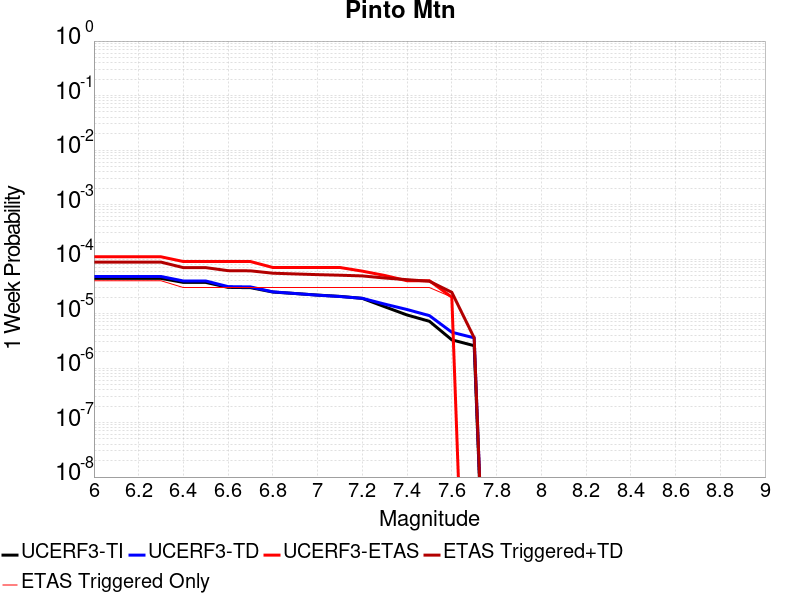 Pinto Mtn
1 Week Probability
10^0
10^-1
10^-2
10^-3
10^-4
10^-5
10^-6
10^-7
10^-8
6 6.2 6.4 6.6 6.8 7 7.2 7.4 7.6 7.8 8 8.2 8.4 8.6 8.8 9
Magnitude
UCERF3-TI UCERF3-TD UCERF3-ETAS ETAS Triggered+TD
ETAS Triggered Only